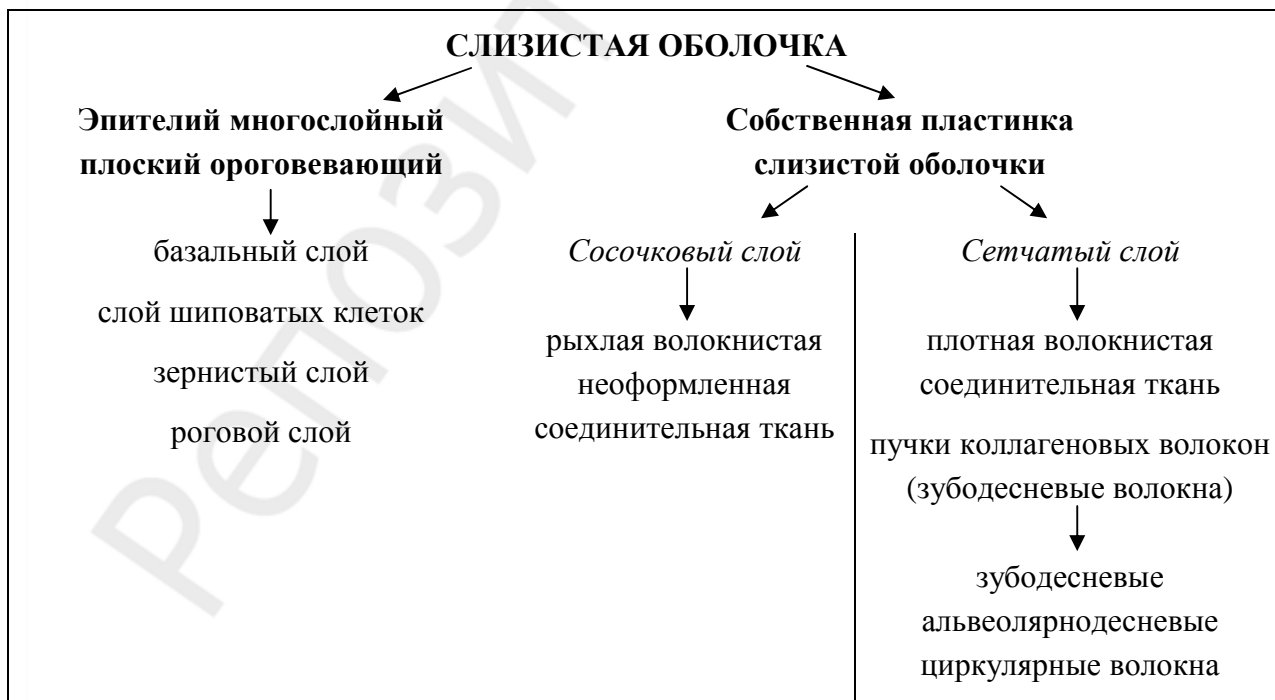 СЛИЗИСТАЯ ОБОЛОЧКА
Эпителий многослойный
плоский ороговевающий
базальный слой
слой шиповатых клеток
зернистый слой
роговой слой
Собственная пластинка
слизистой оболочки
Сосочковый слой
рыхлая волокнистая
неоформленная
соединительная ткань
Сетчатый слой
плотная волокнистая
соединительная ткань
пучки коллагеновых волокон
(зубодесневые волокна)
зубодесневые
альвеолярнодесневые
циркулярные волокна
Репозит